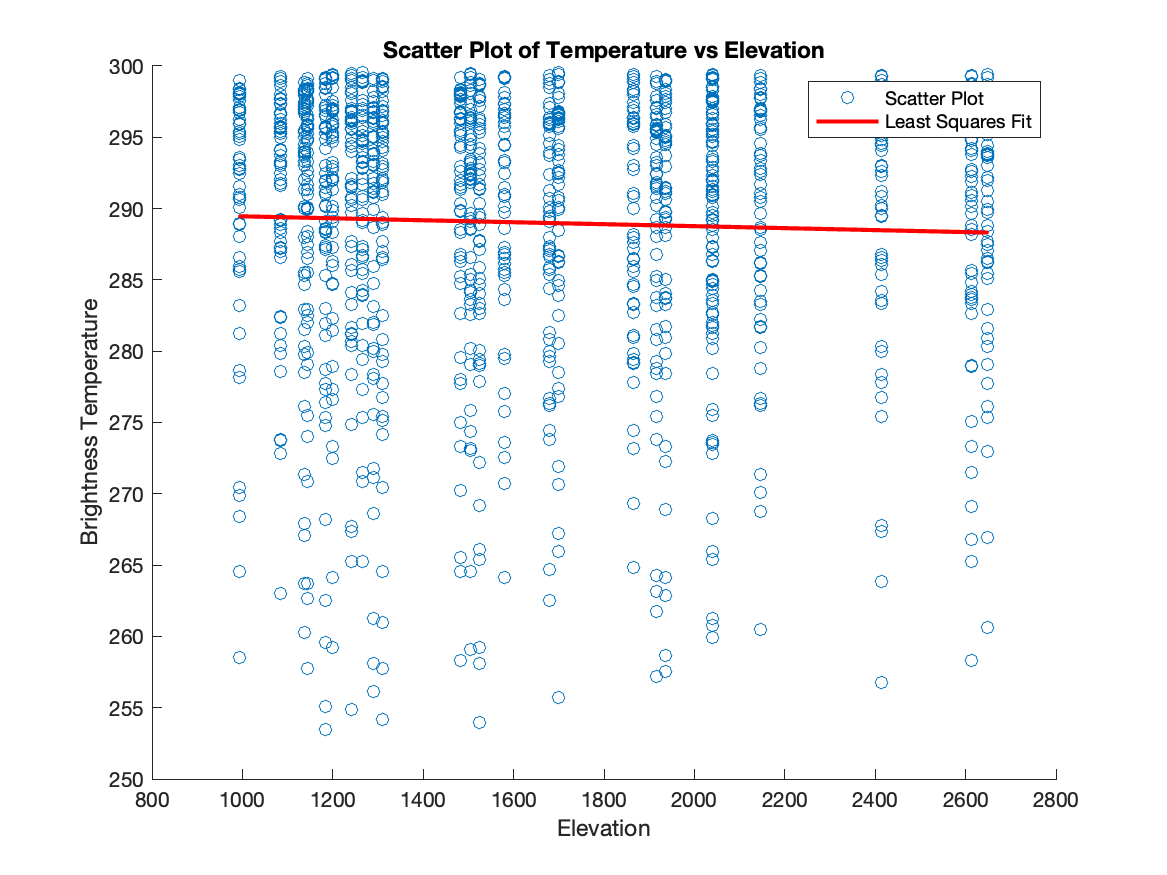 Scatter Plot of Temperature vs Elevation
300
295
290
285
280
275
270
265
260
255
250
Brightness Temperature
Scatter Plot
Least Squares Fit
800 1000 1200 1400 1600 1800 2000 2200 2400 2600 2800
Elevation